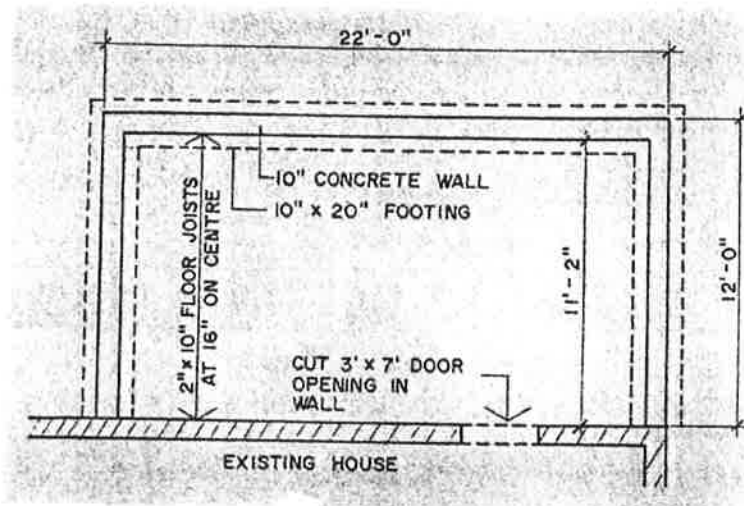 22'-0"
10" CONCRETE WALL
10" x 20" FOOTING
2" x 10" FLOOR JOISTS
AT 16" ON CENTRE
11'-2"
12'-0"
CUT 3' x 7' DOOR
OPENING IN
WALL
EXISTING HOUSE